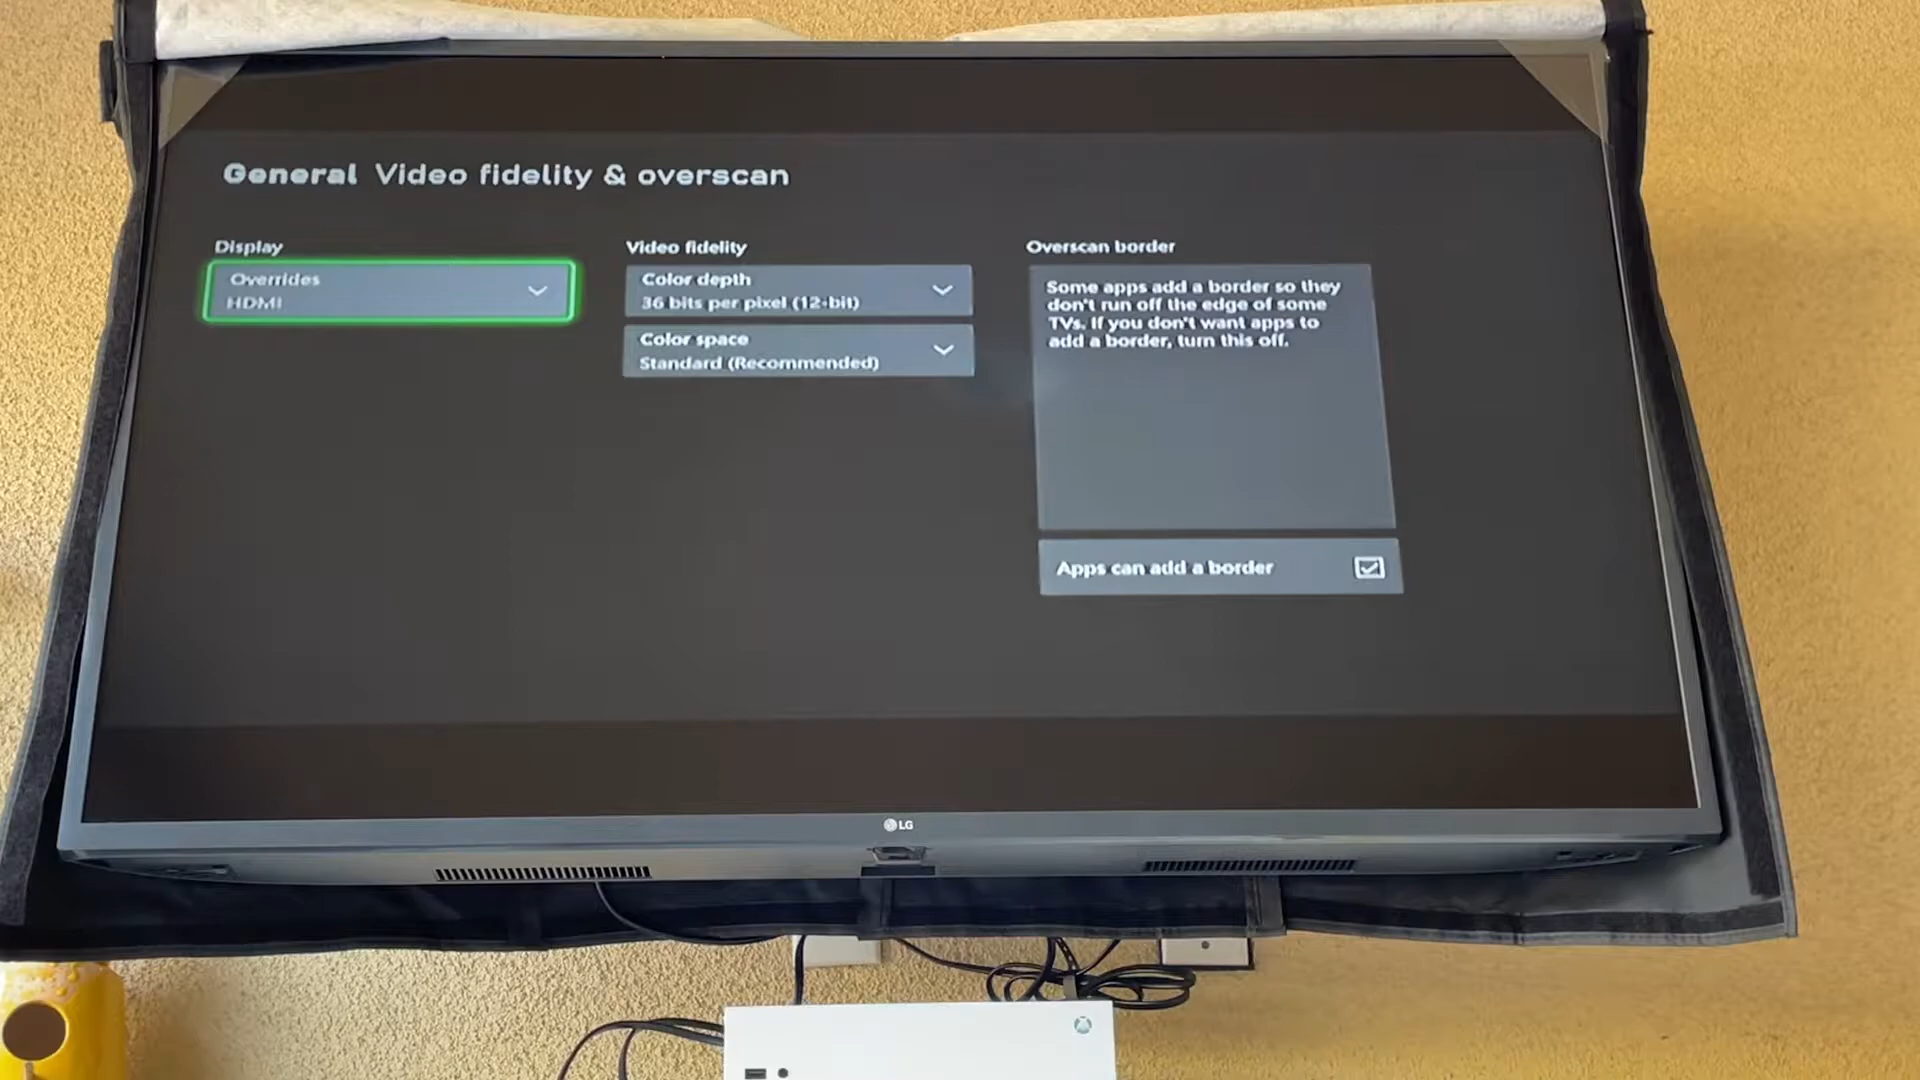 General Video fidelity & overscan
Display
Overrides
HDMI
Video fidelity
Color depth
36 bits per pixel (12-bit)
Color space
Standard (Recommended)
Overscan border
Some apps add a border so they
don't run off the edge of some
TVs. If you don't want apps to
add a border, turn this off.
Apps can add a border
LG